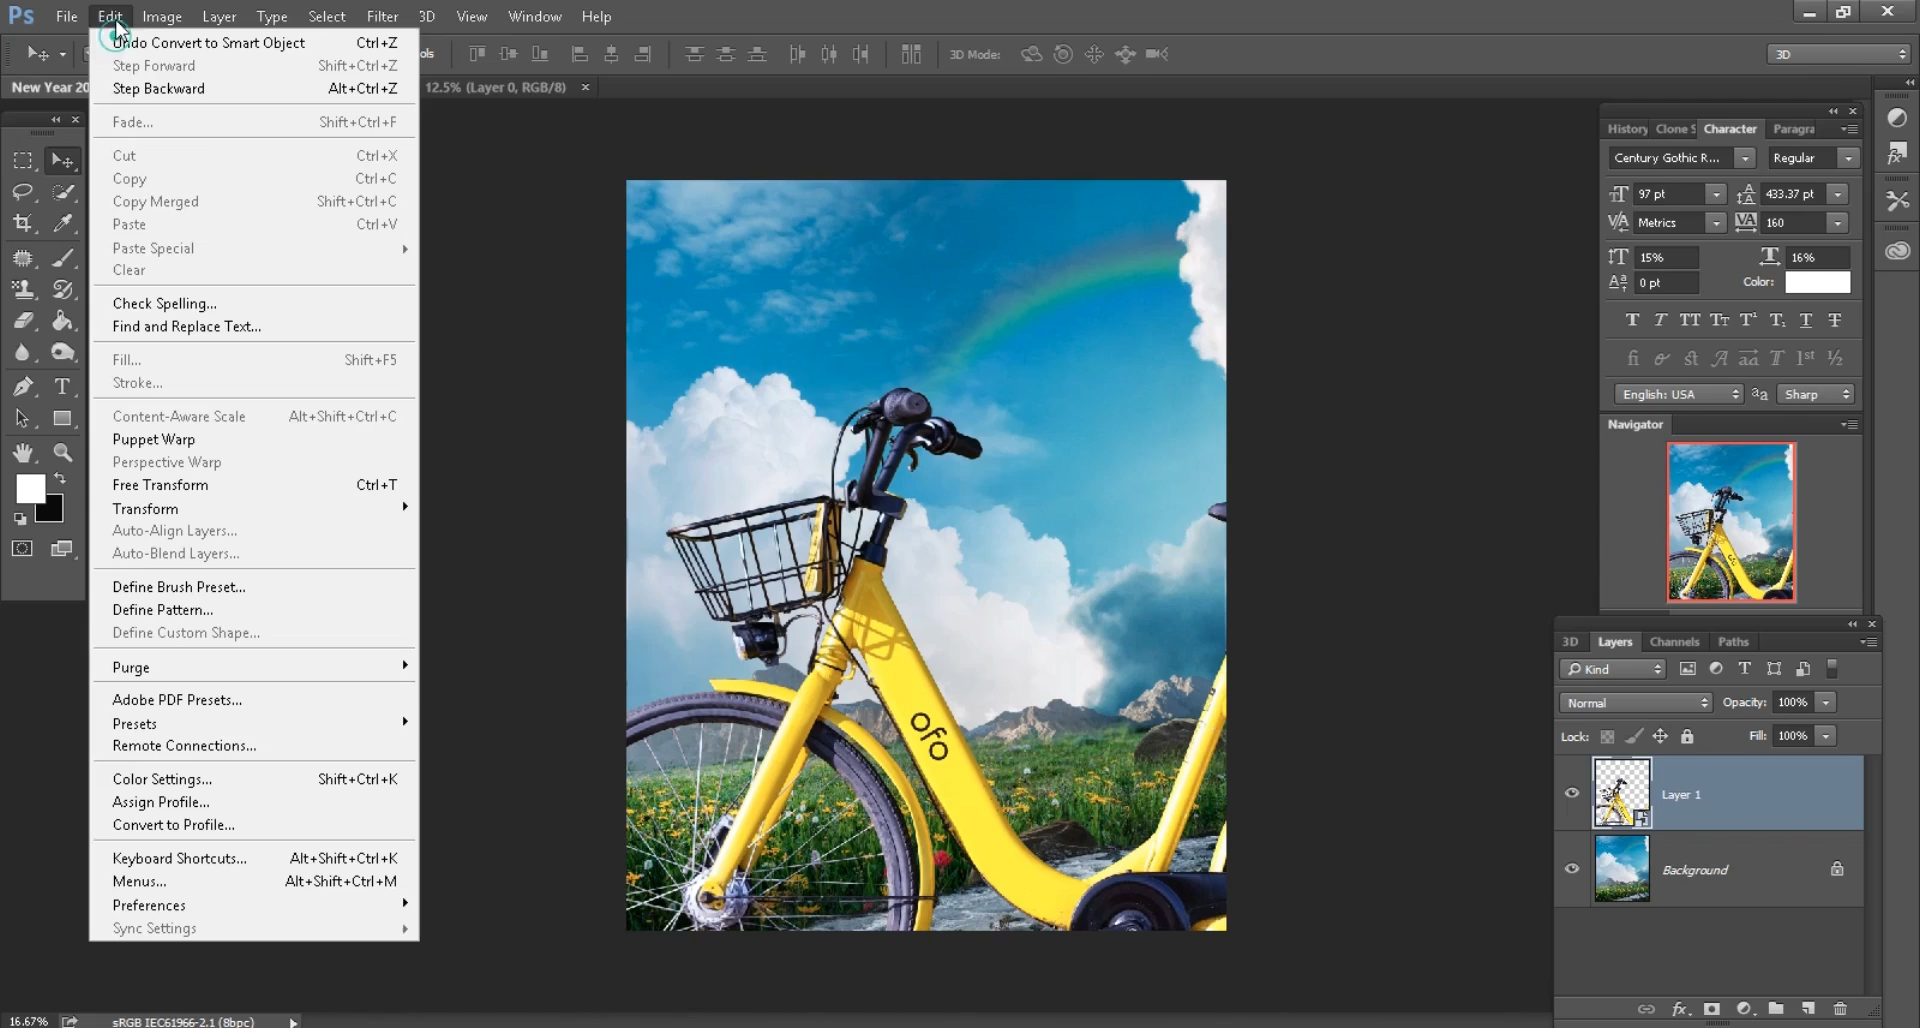 Ps File Edit Image Layer Type Select Filter 3D View Window Help
3D Mode: 3D
New Year 20 12.5% (Layer 0, RGB/8)
Undo Convert to Smart Object Ctrl+Z
Step Forward Shift+Ctrl+Z
Step Backward Alt+Ctrl+Z
Fade... Shift+Ctrl+F
Cut Ctrl+X
Copy Ctrl+C
Copy Merged Shift+Ctrl+C
Paste Ctrl+V
Paste Special
Clear
Check Spelling...
Find and Replace Text...
Fill... Shift+F5
Stroke...
Content-Aware Scale Alt+Shift+Ctrl+C
Puppet Warp
Perspective Warp
Free Transform Ctrl+T
Transform
Auto-Align Layers...
Auto-Blend Layers...
Define Brush Preset...
Define Pattern...
Define Custom Shape...
Purge
Adobe PDF Presets...
Presets
Remote Connections...
Color Settings... Shift+Ctrl+K
Assign Profile...
Convert to Profile...
Keyboard Shortcuts... Alt+Shift+Ctrl+K
Menus... Alt+Shift+Ctrl+M
Preferences
Sync Settings
ofo
History Clone S Character Paragra
Century Gothic R... Regular
97 pt 433.37 pt
Metrics 160
15% 16%
0 pt Color:
English: USA Sharp
Navigator
3D Layers Channels Paths
Kind
Normal Opacity: 100%
Lock: Fill: 100%
Layer 1
Background
16.67% sRGB IEC61966-2.1 (8bpc)